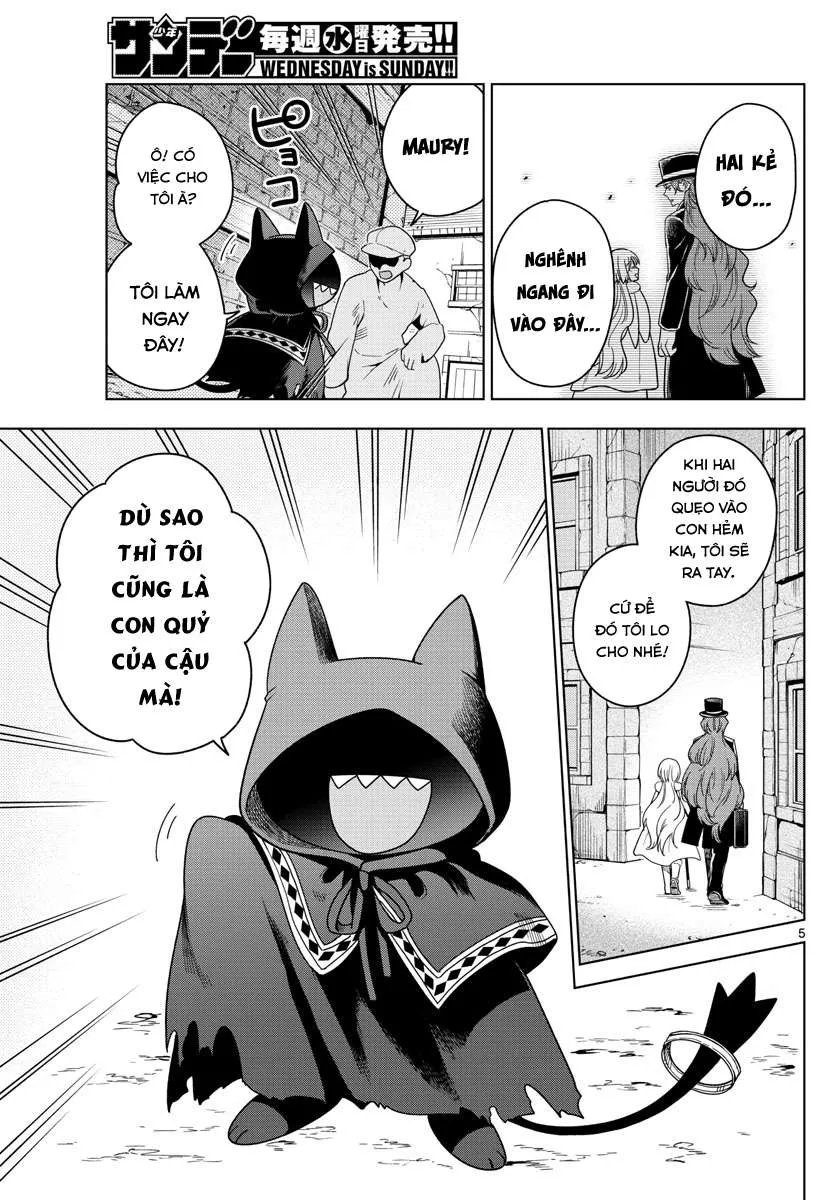 少年
サンデー
毎週水曜日発売!!
WEDNESDAY is SUNDAY!!
HAI KẺ
ĐÓ...
NGHÊNH
NGANG ĐI
VÀO ĐÂY...
MAURY!
ピョコ
Ô! CÓ
VIỆC CHO
TÔI À?
TÔI LÀM
NGAY
ĐÂY!
KHI HAI
NGƯỜI ĐÓ
QUẸO VÀO
CON HẺM
KIA, TÔI SẼ
RA TAY.
CỨ ĐỂ
ĐÓ TÔI LO
CHO NHÉ!
DÙ SAO
THÌ TÔI
CŨNG LÀ
CON QUỶ
CỦA CẬU
MÀ!
5